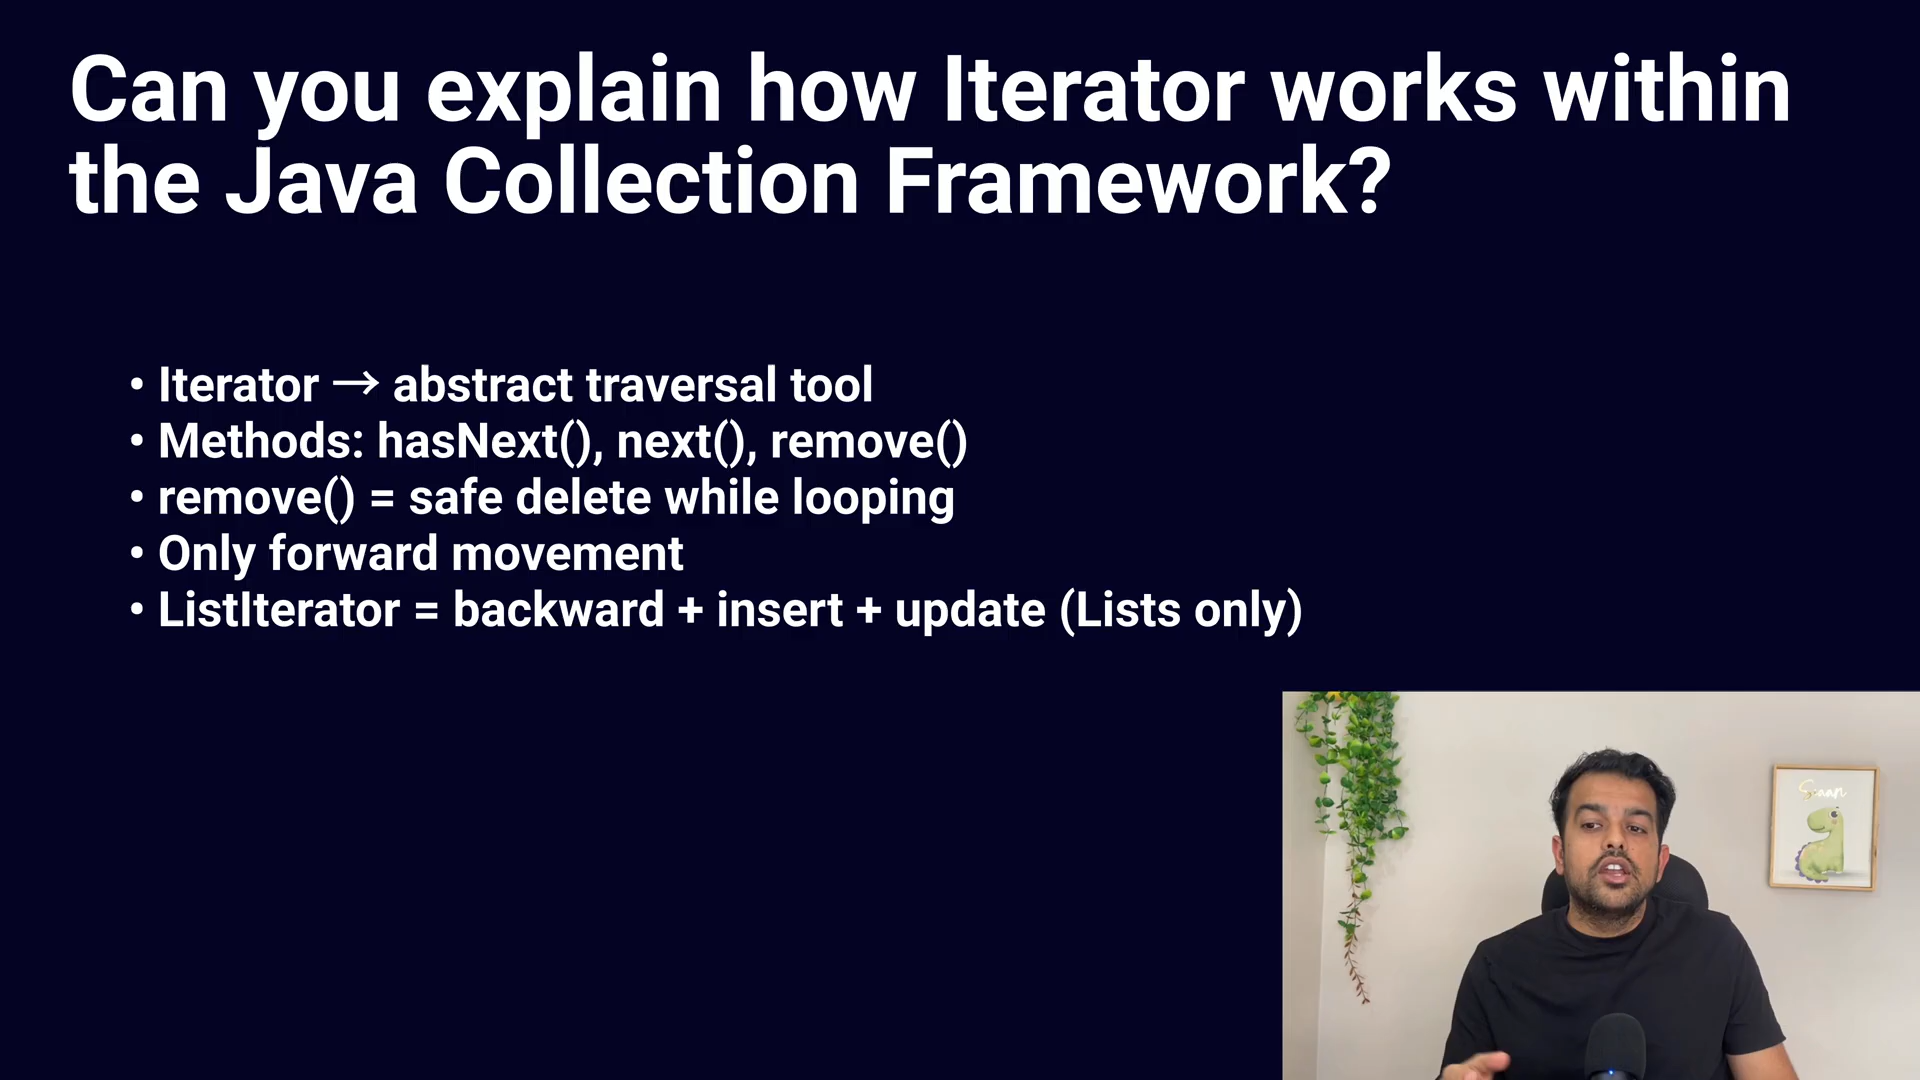 Can you explain how Iterator works within
the Java Collection Framework?
• Iterator → abstract traversal tool
• Methods: hasNext(), next(), remove()
• remove() = safe delete while looping
• Only forward movement
• ListIterator = backward + insert + update (Lists only)